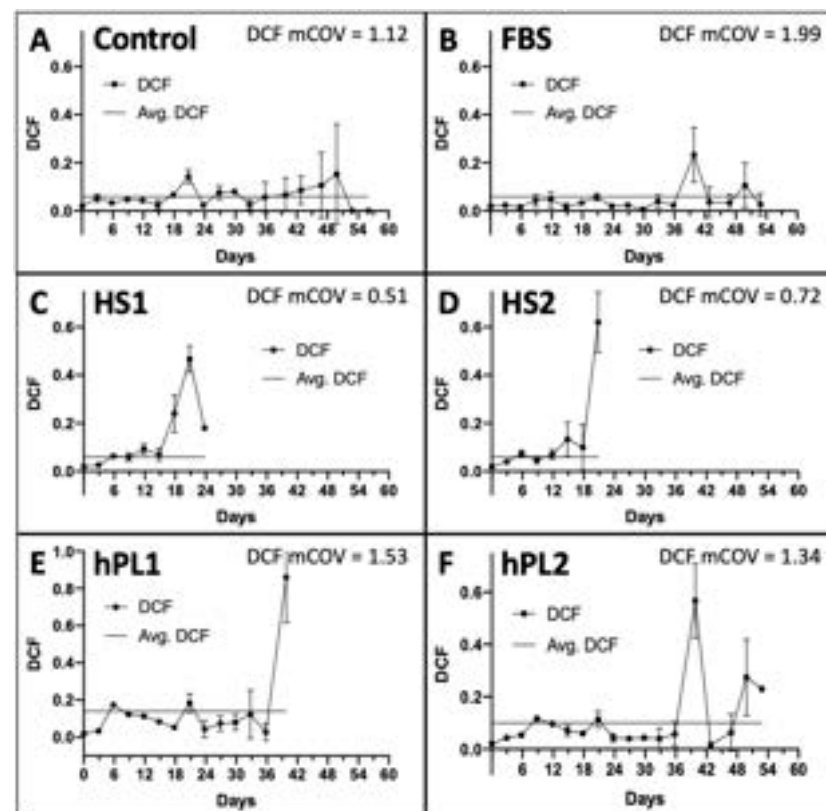 A Control DCF mCOV = 1.12
DCF
Avg. DCF
0.6
0.4
0.2
0.0
DCF
0 6 12 18 24 30 36 42 48 54 60
Days
B FBS DCF mCOV = 1.99
DCF
Avg. DCF
0.6
0.4
0.2
0.0
DCF
6 12 18 24 30 36 42 48 54 60
Days
C HS1 DCF mCOV = 0.51
DCF
Avg. DCF
0.6
0.4
0.2
0.0
DCF
0 6 12 18 24 30 36 42 48 54 60
Days
D HS2 DCF mCOV = 0.72
DCF
Avg. DCF
0.6
0.4
0.2
0.0
DCF
6 12 18 24 30 36 42 48 54 60
Days
E hPL1 DCF mCOV = 1.53
DCF
Avg. DCF
1.0
0.8
0.6
0.4
0.2
0.0
DCF
0 6 12 18 24 30 36 42 48 54 60
Days
F hPL2 DCF mCOV = 1.34
DCF
Avg. DCF
0.6
0.4
0.2
0.0
DCF
6 12 18 24 30 36 42 48 54 60
Days